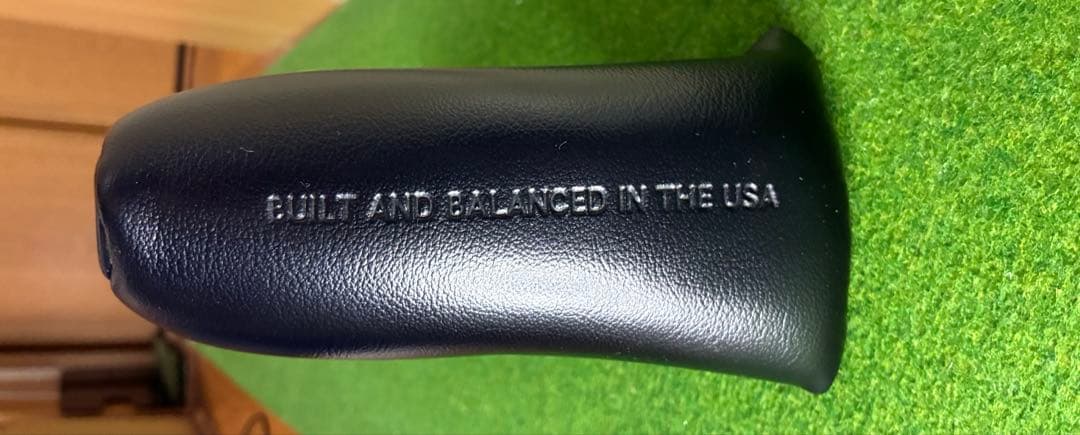 BUILT AND BALANCED IN THE USA